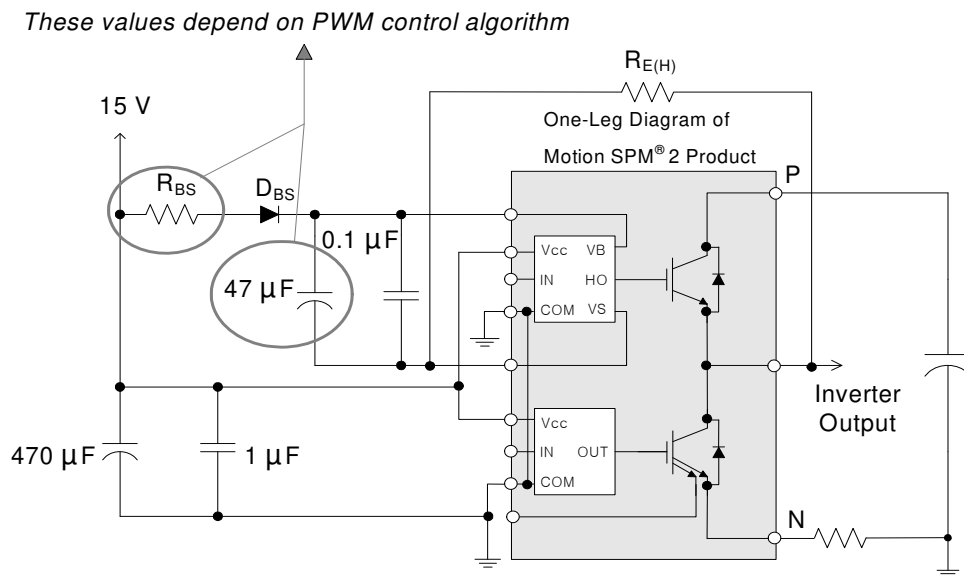 These values depend on PWM control algorithm
R_E(H)
15 V
One-Leg Diagram of
Motion SPM® 2 Product
P
R_BS
D_BS
0.1 µF
Vcc VB
IN HO
COM VS
47 µF
Inverter
Output
Vcc
IN OUT
COM
470 µF
1 µF
N